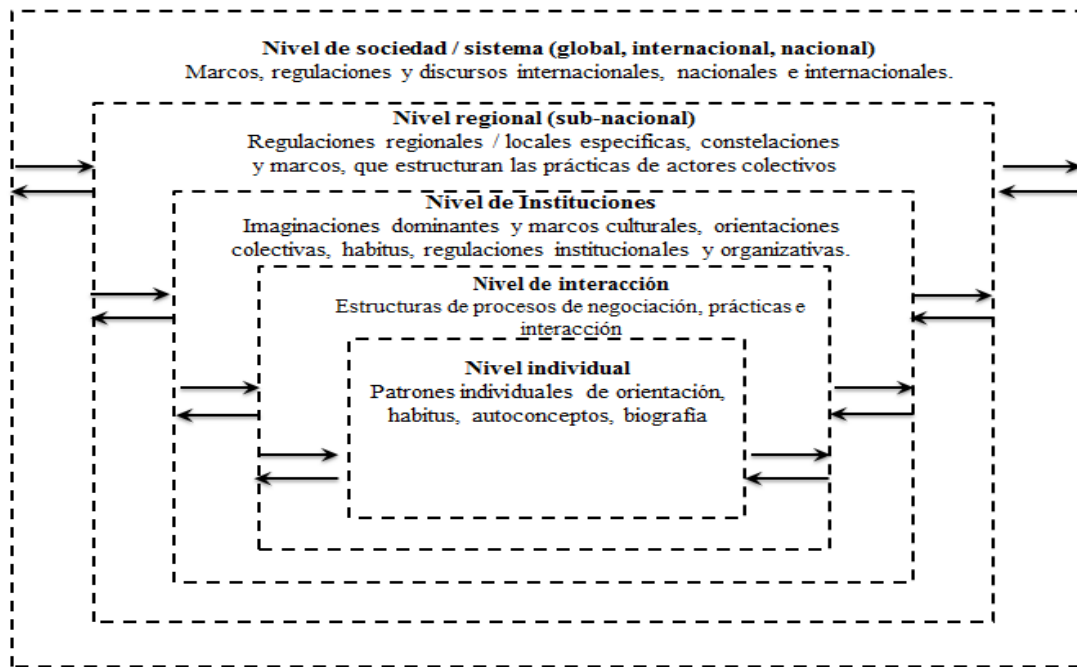 Nivel de sociedad / sistema (global, internacional, nacional)
Marcos, regulaciones y discursos internacionales, nacionales e internacionales.
Nivel regional (sub-nacional)
Regulaciones regionales / locales especificas, constelaciones
y marcos, que estructuran las prácticas de actores colectivos
Nivel de Instituciones
Imaginaciones dominantes y marcos culturales, orientaciones
colectivas, habitus, regulaciones institucionales y organizativas.
Nivel de interacción
Estructuras de procesos de negociación, prácticas e
interacción
Nivel individual
Patrones individuales de orientación,
habitus, autoconceptos, biografía